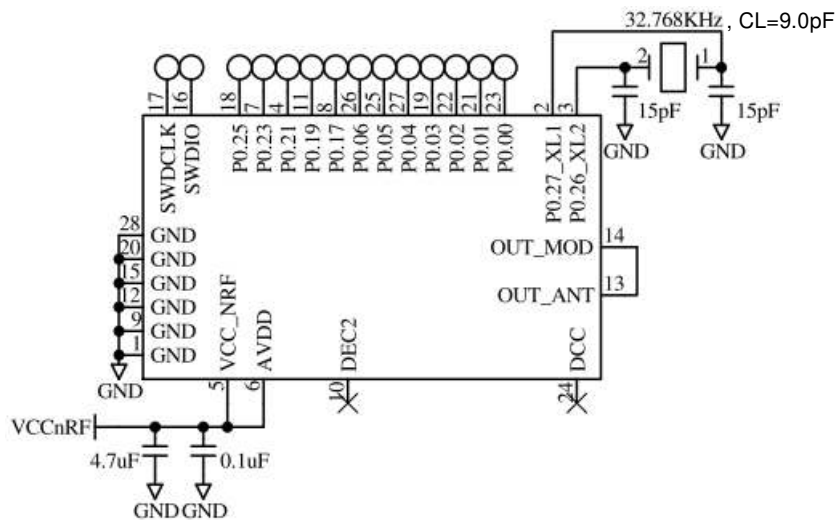 32.768KHz, CL=9.0pF
2 1
17 16 18 7 4 11 8 26 25 27 19 22 21 23 2 3
15pF 15pF
GND GND
SWDCLK
SWDIO
P0.25
P0.23
P0.21
P0.19
P0.17
P0.06
P0.05
P0.04
P0.03
P0.02
P0.01
P0.00
P0.27_XL1
P0.26_XL2
28 GND
20 GND
15 GND
12 GND
9 GND
1 GND
GND
OUT_MOD 14
OUT_ANT 13
VCC_NRF
AVDD
DEC2
DCC
5 6 10 24
VCCnRF
4.7uF 0.1uF
GND GND